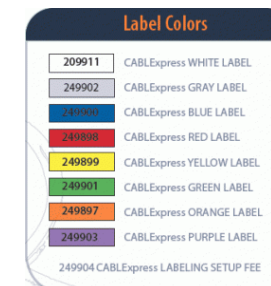 Label Colors
209911 CABLExpress WHITE LABEL
249902 CABLExpress GRAY LABEL
249900 CABLExpress BLUE LABEL
249898 CABLExpress RED LABEL
249899 CABLExpress YELLOW LABEL
249901 CABLExpress GREEN LABEL
249897 CABLExpress ORANGE LABEL
249903 CABLExpress PURPLE LABEL
249904 CABLExpress LABELING SETUP FEE